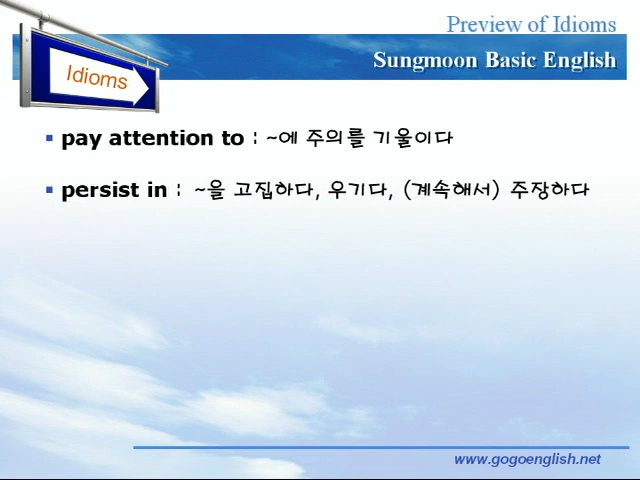 Preview of Idioms
Sungmoon Basic English
Idioms
▪ pay attention to : ~에 주의를 기울이다
▪ persist in : ~을 고집하다, 우기다, (계속해서) 주장하다
www.gogoenglish.net